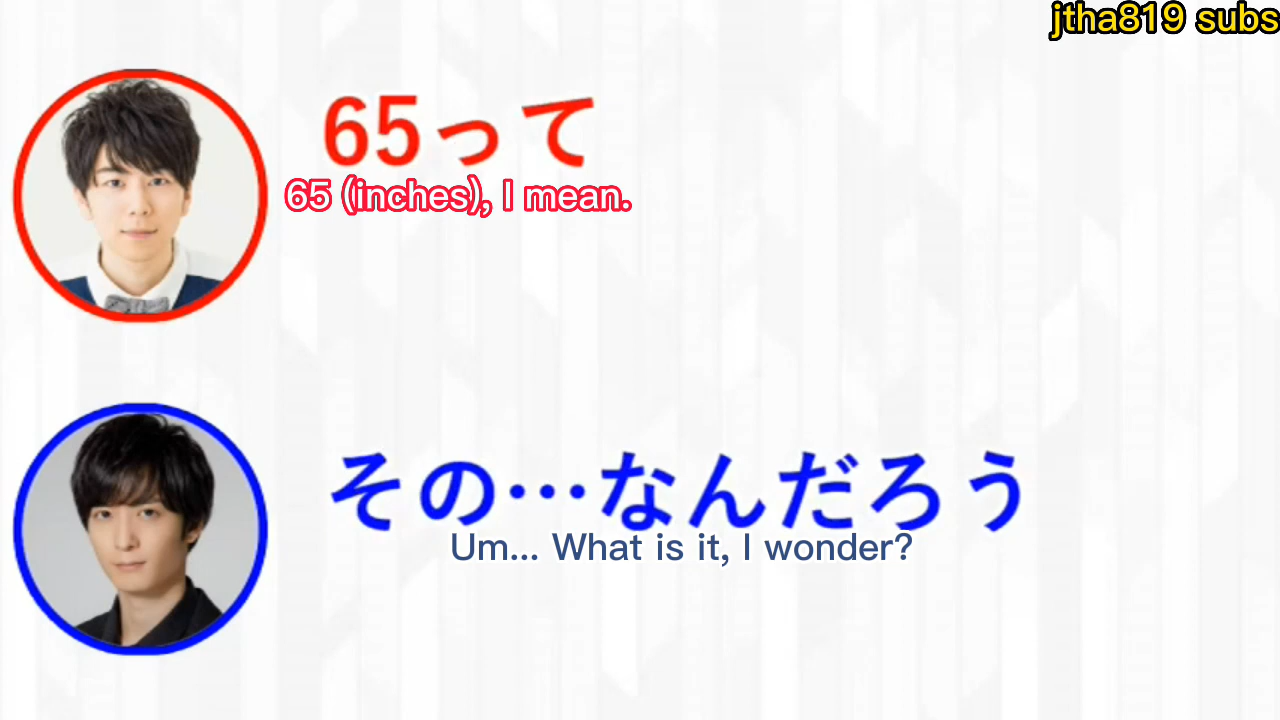 jtha819 subs
65って
65 (inches), I mean.
その…なんだろう
Um... What is it, I wonder?